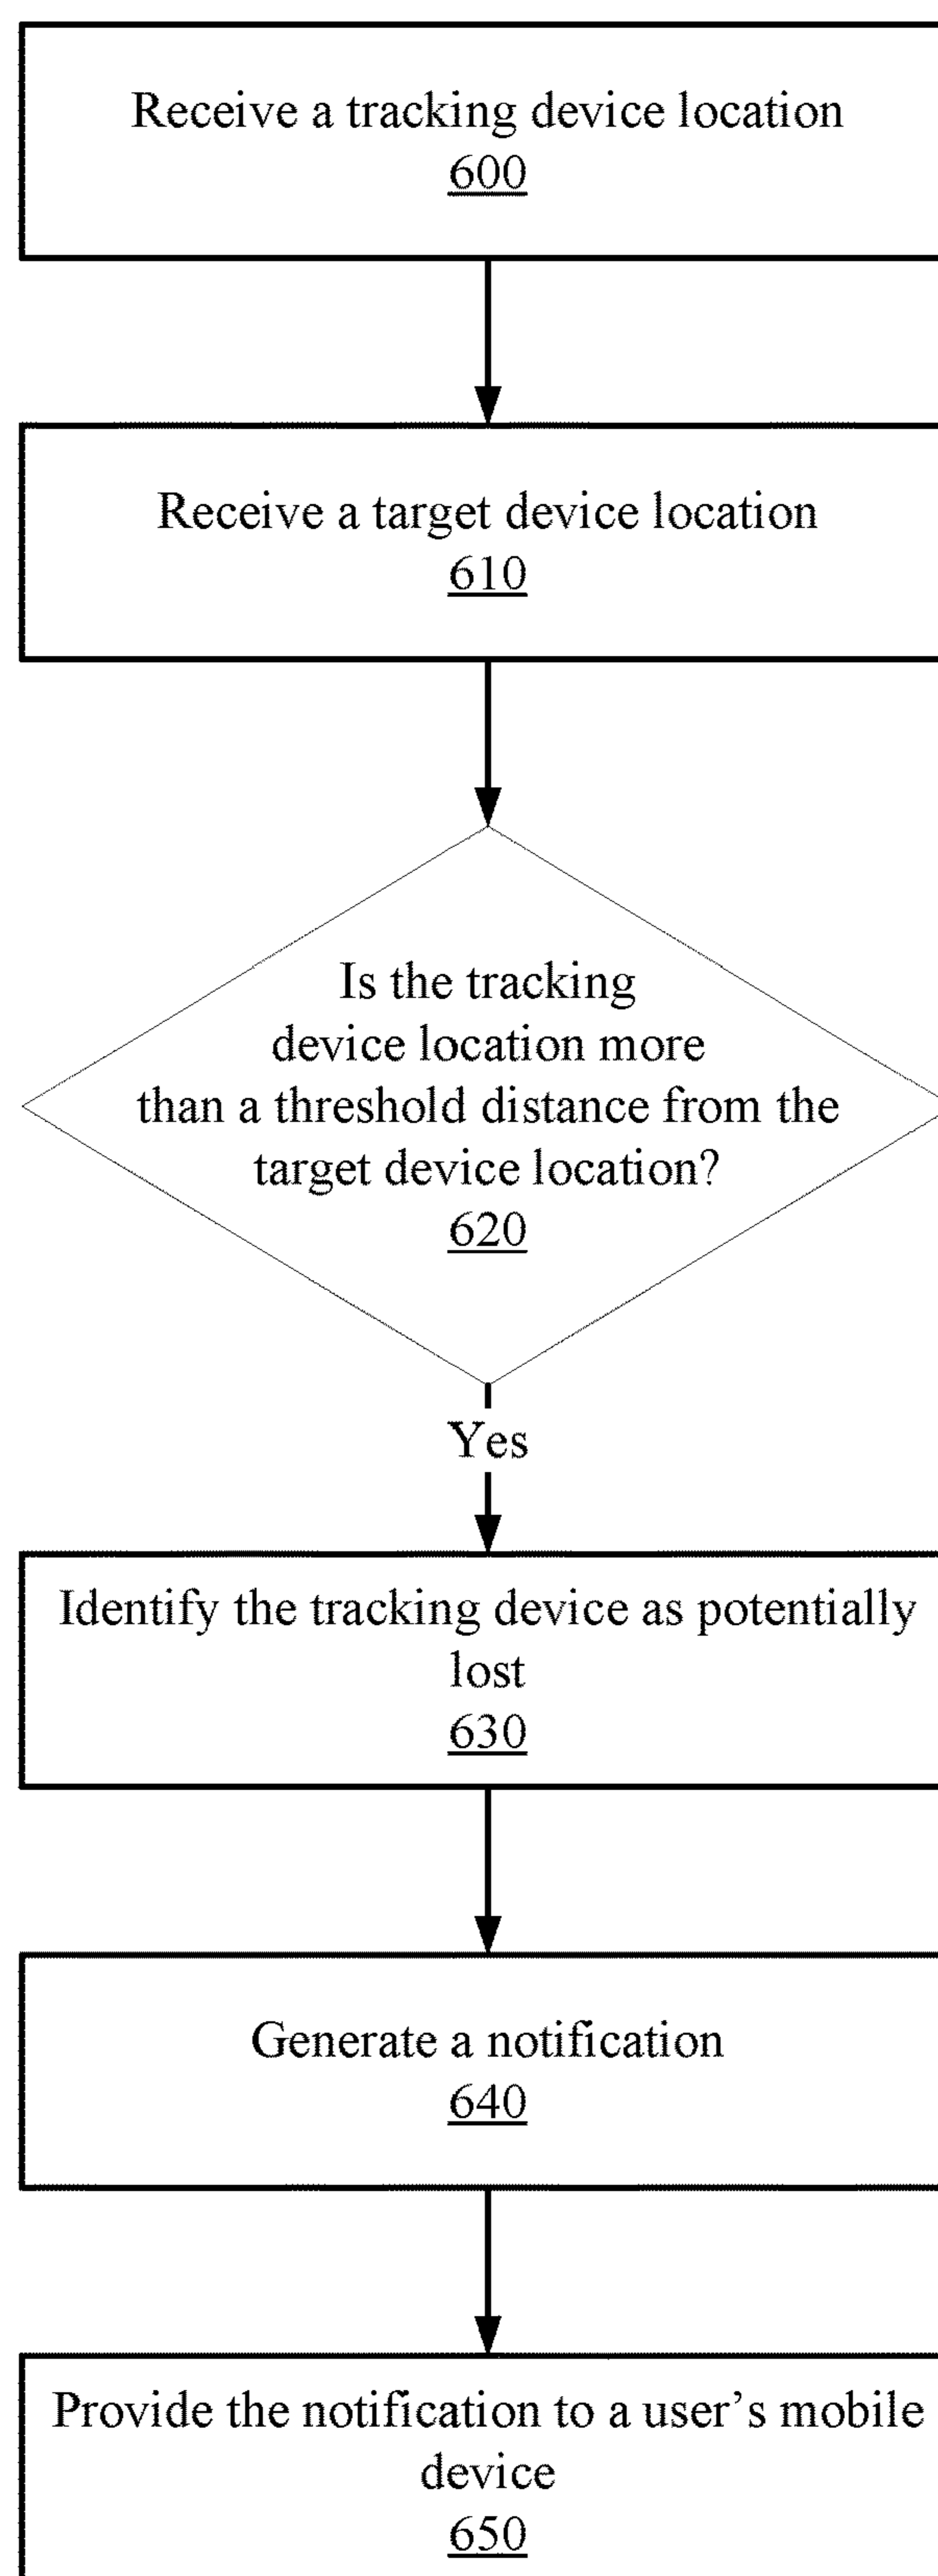 Receive a tracking device location
600
Receive a target device location
610
Is the tracking
device location more
than a threshold distance from the
target device location?
620
Yes
Identify the tracking device as potentially
lost
630
Generate a notification
640
Provide the notification to a user’s mobile
device
650